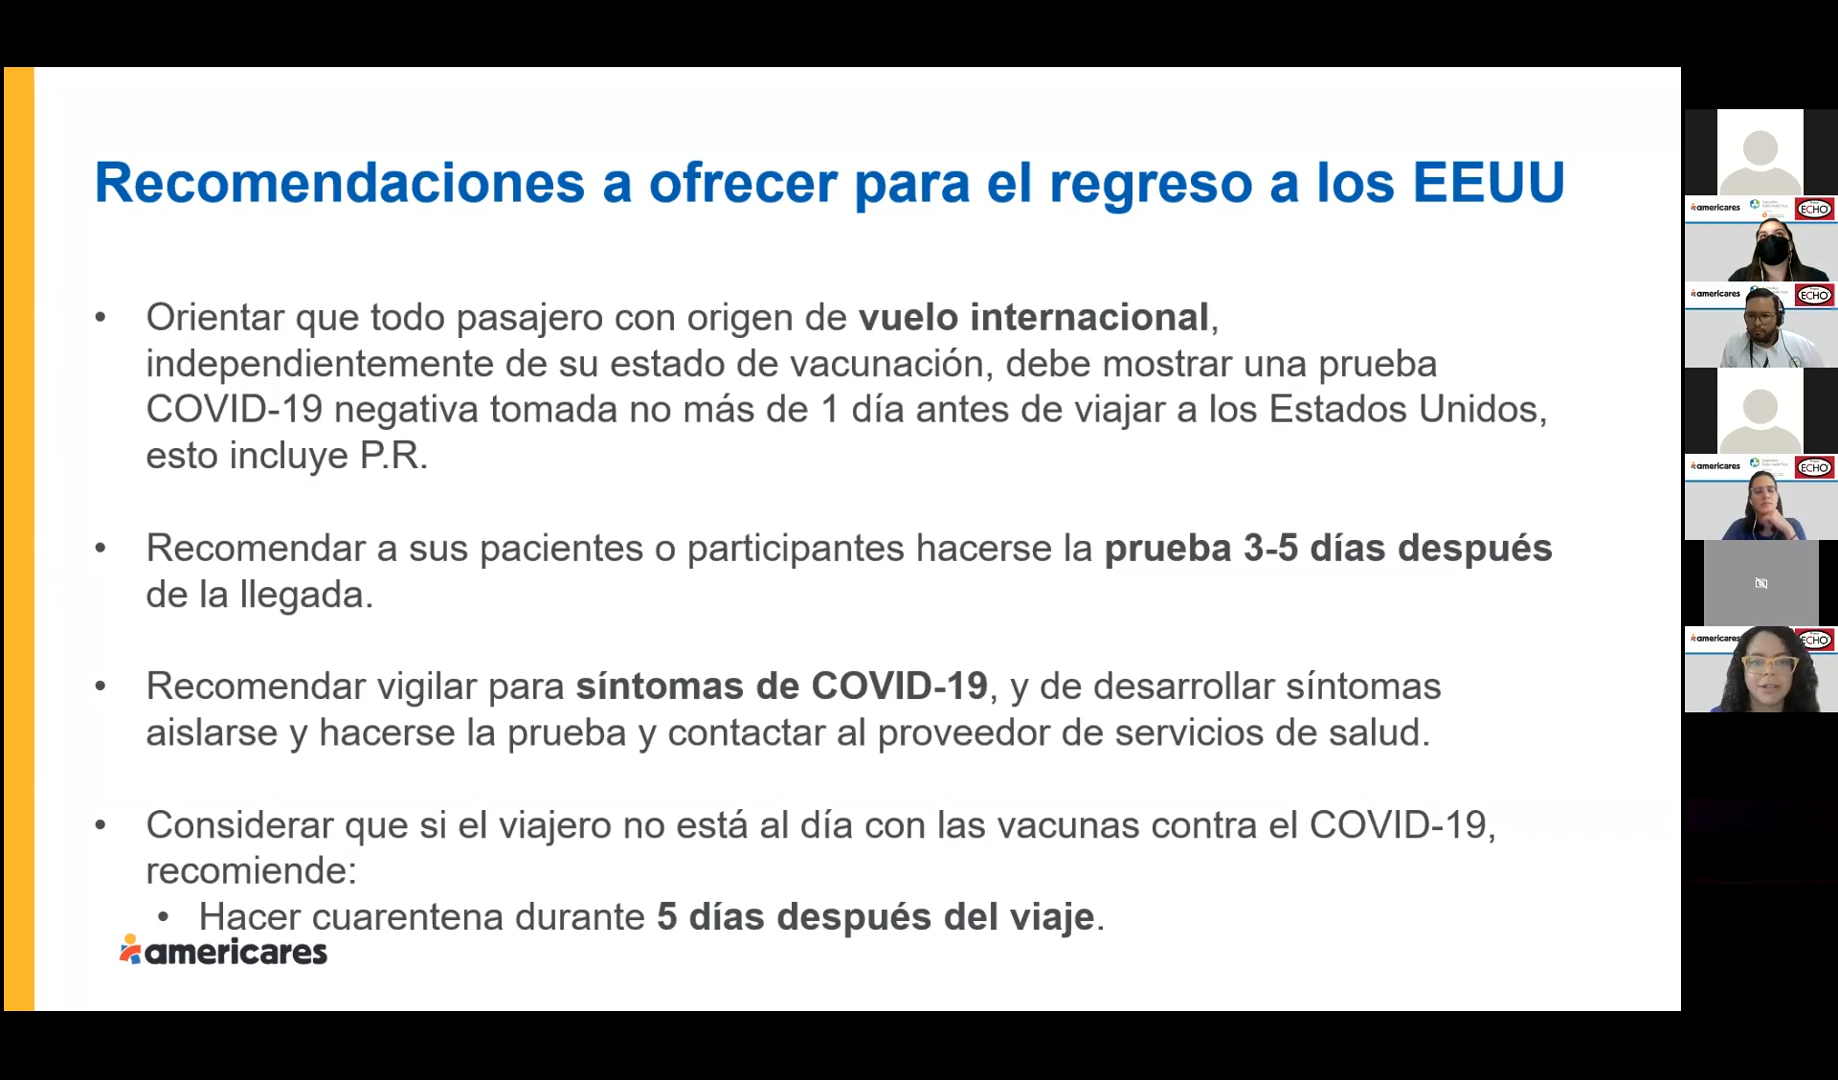 Recomendaciones a ofrecer para el regreso a los EEUU
• Orientar que todo pasajero con origen de vuelo internacional,
independientemente de su estado de vacunación, debe mostrar una prueba
COVID-19 negativa tomada no más de 1 día antes de viajar a los Estados Unidos,
esto incluye P.R.
• Recomendar a sus pacientes o participantes hacerse la prueba 3-5 días después
de la llegada.
• Recomendar vigilar para síntomas de COVID-19, y de desarrollar síntomas
aislarse y hacerse la prueba y contactar al proveedor de servicios de salud.
• Considerar que si el viajero no está al día con las vacunas contra el COVID-19,
recomiende:
• Hacer cuarentena durante 5 días después del viaje.
americares
americares
ECHO
americares
ECHO
americares
ECHO
americares
ECHO